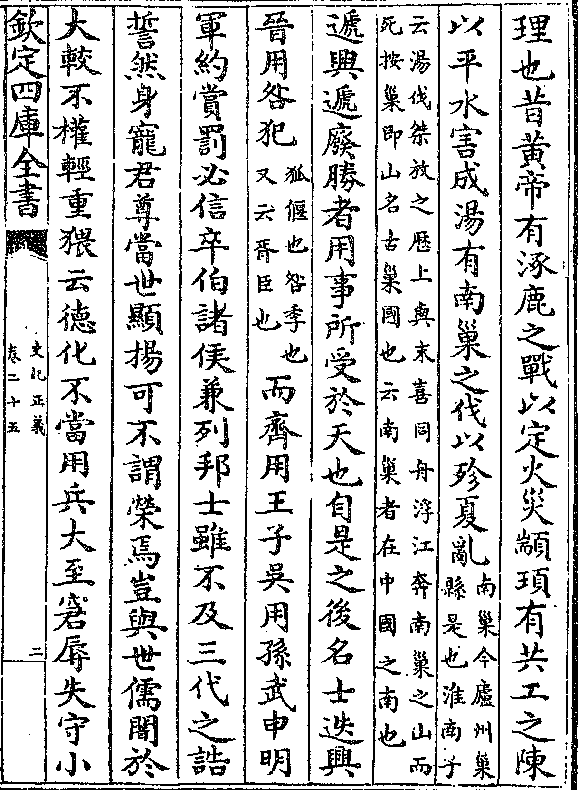 理也昔黄帝有涿鹿之戰以定火災顓頊有共工之陳
以平水害成湯有南巢之伐以殄夏亂南巢今廬州巢縣是也淮南子
云湯伐桀放之歷上與末喜同舟浮江奔南巢之山而死按巢即山名古巢國也云南巢者在中國之南也
遞興遞廢勝者用事所受於天也自是之後名士迭興
晉用咎犯狐偃也咎季也又云胥臣也而齊用王子吳用孫武申明
軍約賞罰必信卒伯諸侯兼列邦士雖不及三代之誥
誓然身寵君尊當世顯揚可不謂榮焉豈與世儒闇於
大較不權輕重猥云德化不當用兵大至窘辱失守小
欽定四庫全書
史記正義
卷二十五
二